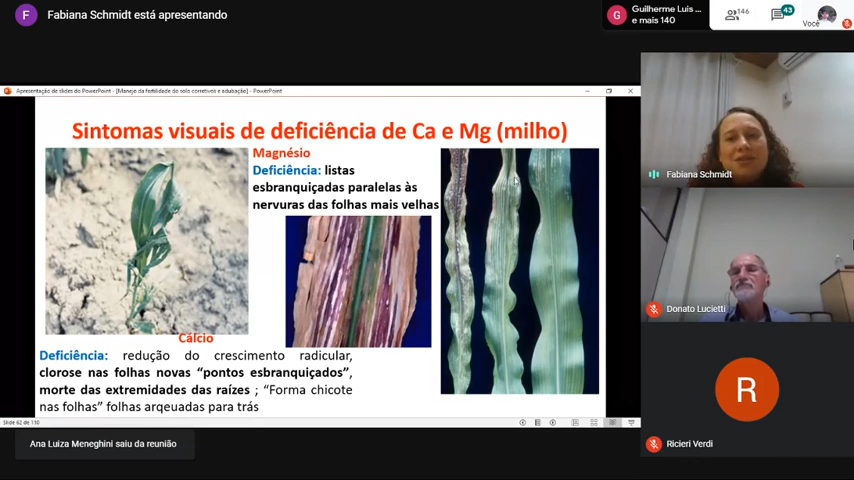 F Fabiana Schmidt está apresentando
G Guilherme Luis ...
e mais 140
146
43
Você
Apresentação de slides do PowerPoint - [Manejo da fertilidade do solo corretivos e adubação] - PowerPoint
Sintomas visuais de deficiência de Ca e Mg (milho)
Magnésio
Deficiência: listas
esbranquiçadas paralelas às
nervuras das folhas mais velhas
Cálcio
Deficiência: redução do crescimento radicular,
clorose nas folhas novas “pontos esbranquiçados”,
morte das extremidades das raízes ; “Forma chicote
nas folhas” folhas arqueadas para trás
Slide 62 de 110
Ana Luiza Meneghini saiu da reunião
Fabiana Schmidt
Donato Lucietti
R
Ricieri Verdi